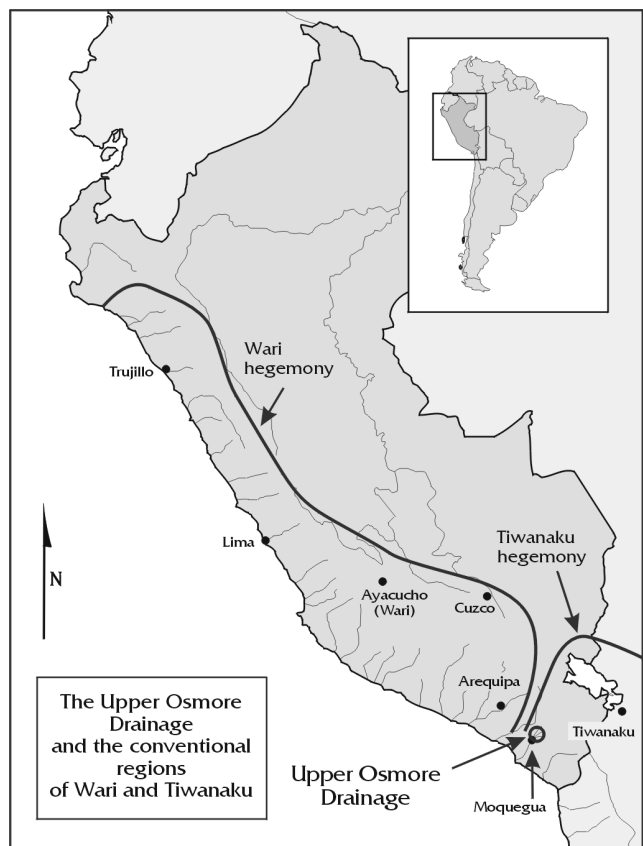 Wari
hegemony
Trujillo
Lima
N
Tiwanaku
hegemony
Ayacucho
(Wari)
Cuzco
Arequipa
Tiwanaku
The Upper Osmore
Drainage
and the conventional
regions
of Wari and Tiwanaku
Upper Osmore
Drainage
Moquegua